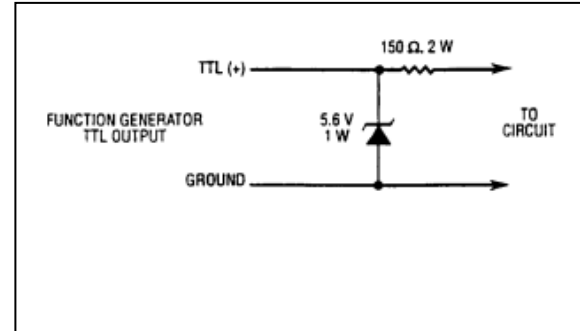 150 Ω, 2 W
TTL (+)
FUNCTION GENERATOR
TTL OUTPUT
5.6 V
1 W
TO
CIRCUIT
GROUND